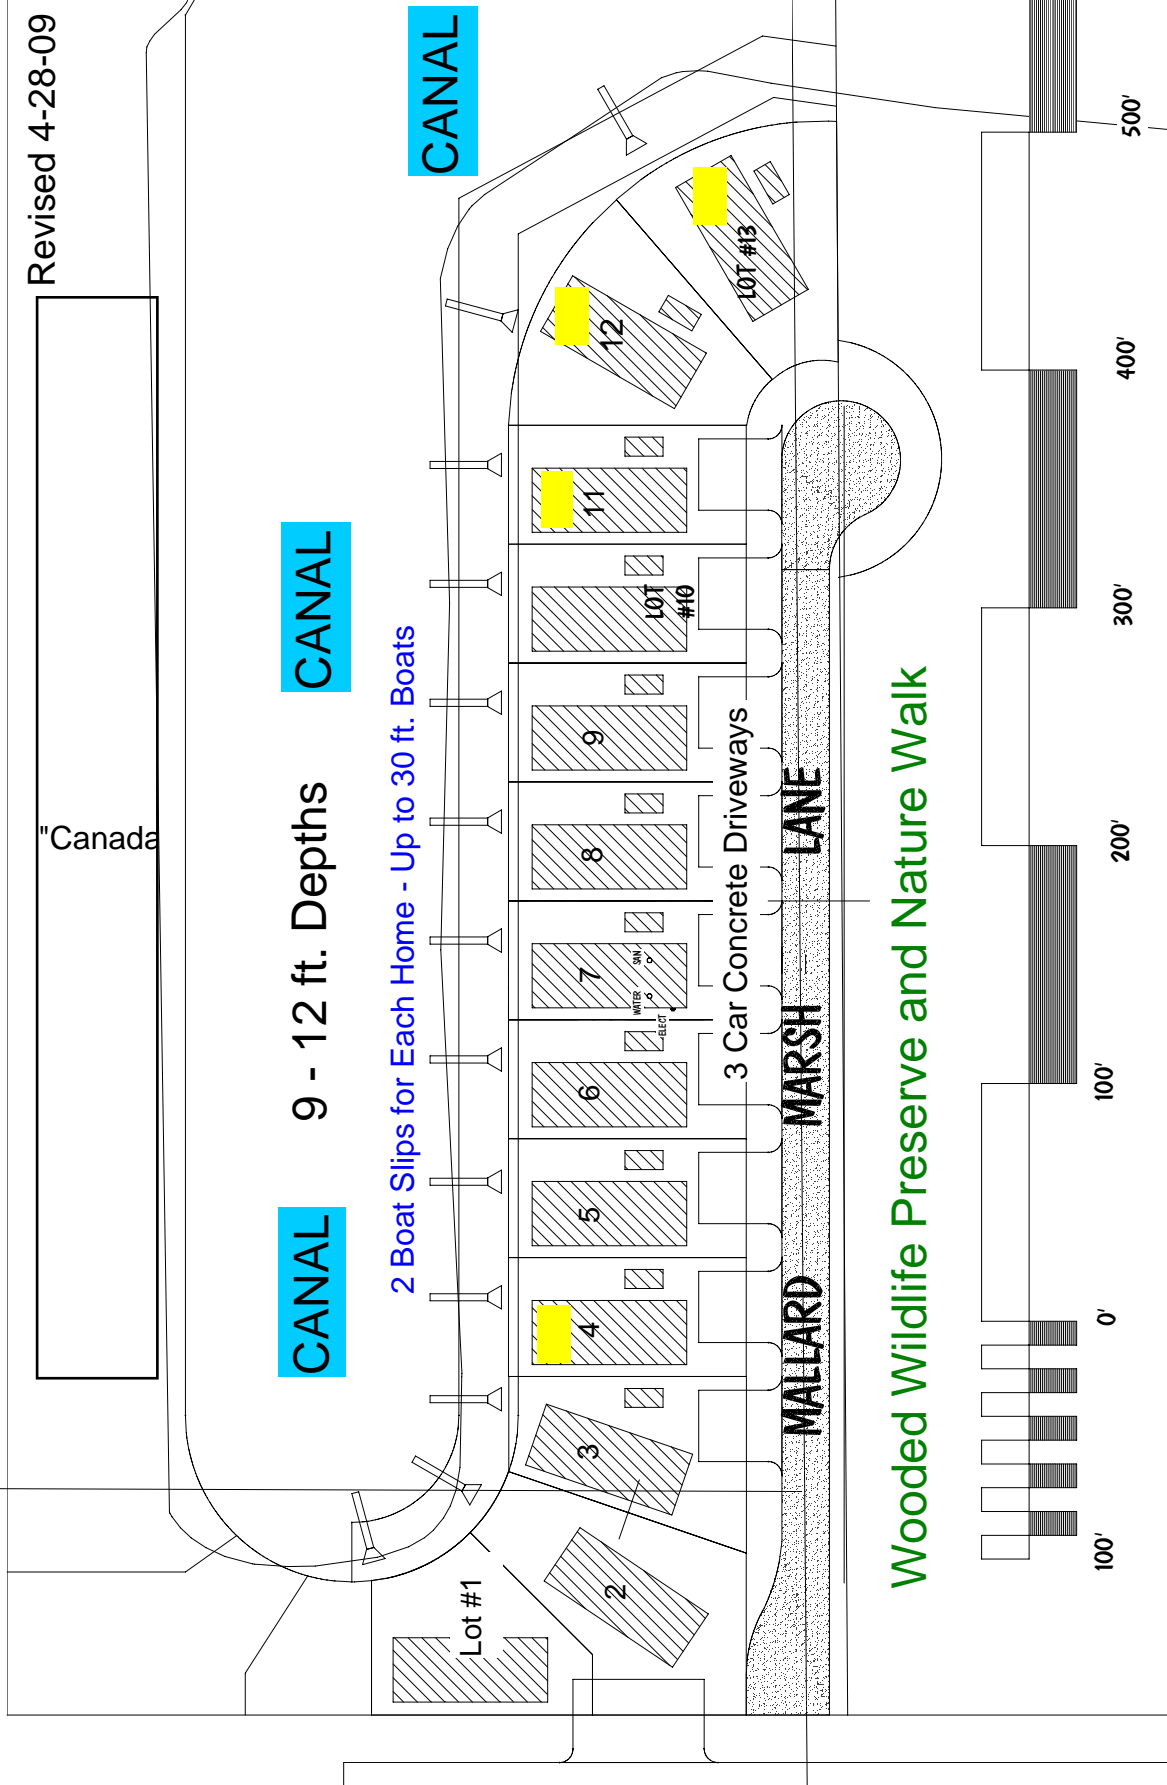 Revised 4-28-09
"Canada
CANAL
CANAL
CANAL
9 - 12 ft. Depths
2 Boat Slips for Each Home - Up to 30 ft. Boats
Lot #1
2
3
4
5
6
7
WATER
SAN
ELECT
8
9
LOT
#10
11
12
LOT #13
3 Car Concrete Driveways
MALLARD MARSH LANE
Wooded Wildlife Preserve and Nature Walk
100'
0'
100'
200'
300'
400'
500'